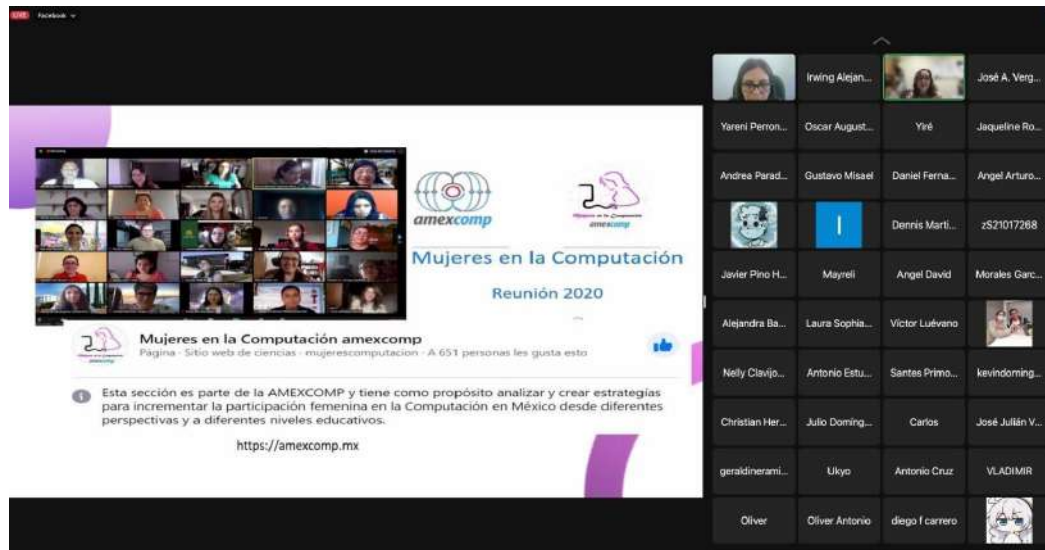 LIVE Facebook
amexcomp
Mujeres en la Computación
amexcomp
Mujeres en la Computación
Reunión 2020
Mujeres en la Computación amexcomp
Página · Sitio web de ciencias · mujerescomputacion · A 651 personas les gusta esto
Esta sección es parte de la AMEXCOMP y tiene como propósito analizar y crear estrategias
para incrementar la participación femenina en la Computación en México desde diferentes
perspectivas y a diferentes niveles educativos.
https://amexcomp.mx
Irwing Alejan...
José A. Verg...
Yareni Perron...
Oscar August...
Yiré
Jaqueline Ro...
Andrea Parad...
Gustavo Misael
Daniel Ferna...
Angel Arturo...
I
Dennis Marti...
zS21017268
Javier Pino H...
Mayreli
Angel David
Morales Garc...
Alejandra Ba...
Laura Sophia...
Víctor Luévano
Nelly Clavijo...
Antonio Estu...
Santes Primo...
kevindoming...
Christian Her...
Julio Doming...
Carlos
José Julián V...
geraldinerami...
Ukyo
Antonio Cruz
VLADIMIR
Oliver
Oliver Antonio
diego f carrero